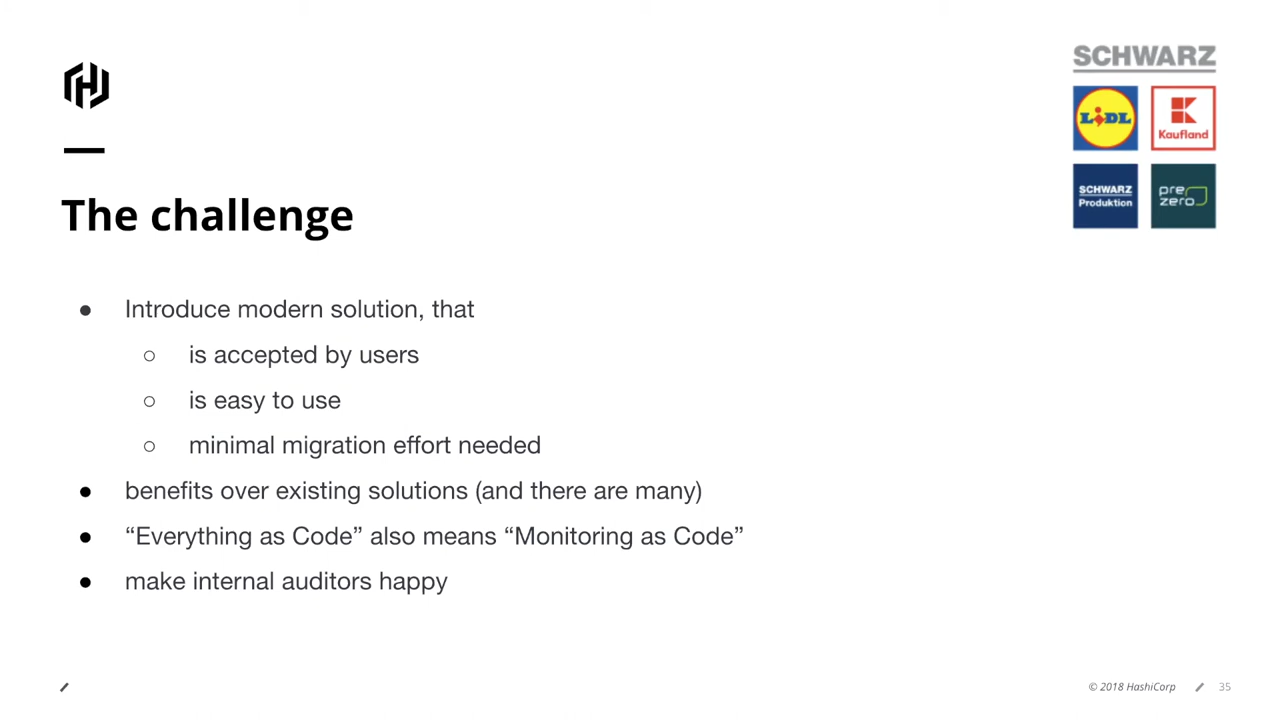 SCHWARZ
LIDL
Kaufland
SCHWARZ
Produktion
pre
zero
The challenge
● Introduce modern solution, that
○ is accepted by users
○ is easy to use
○ minimal migration effort needed
● benefits over existing solutions (and there are many)
● “Everything as Code” also means “Monitoring as Code”
● make internal auditors happy
© 2018 HashiCorp
35